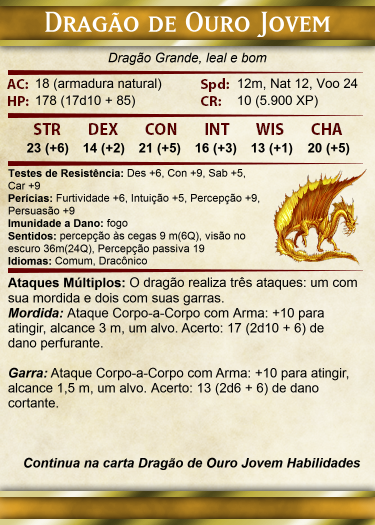 Dragão de Ouro Jovem
Dragão Grande, leal e bom
AC: 18 (armadura natural) Spd: 12m, Nat 12, Voo 24
HP: 178 (17d10 + 85) CR: 10 (5.900 XP)
STR DEX CON INT WIS CHA
23 (+6) 14 (+2) 21 (+5) 16 (+3) 13 (+1) 20 (+5)
Testes de Resistência: Des +6, Con +9, Sab +5,
Car +9
Perícias: Furtividade +6, Intuição +5, Percepção +9,
Persuasão +9
Imunidade a Dano: fogo
Sentidos: percepção às cegas 9 m(6Q), visão no
escuro 36m(24Q), Percepção passiva 19
Idiomas: Comum, Dracônico
Ataques Múltiplos: O dragão realiza três ataques: um com
sua mordida e dois com suas garras.
Mordida: Ataque Corpo-a-Corpo com Arma: +10 para
atingir, alcance 3 m, um alvo. Acerto: 17 (2d10 + 6) de
dano perfurante.
Garra: Ataque Corpo-a-Corpo com Arma: +10 para atingir,
alcance 1,5 m, um alvo. Acerto: 13 (2d6 + 6) de dano
cortante.
Continua na carta Dragão de Ouro Jovem Habilidades